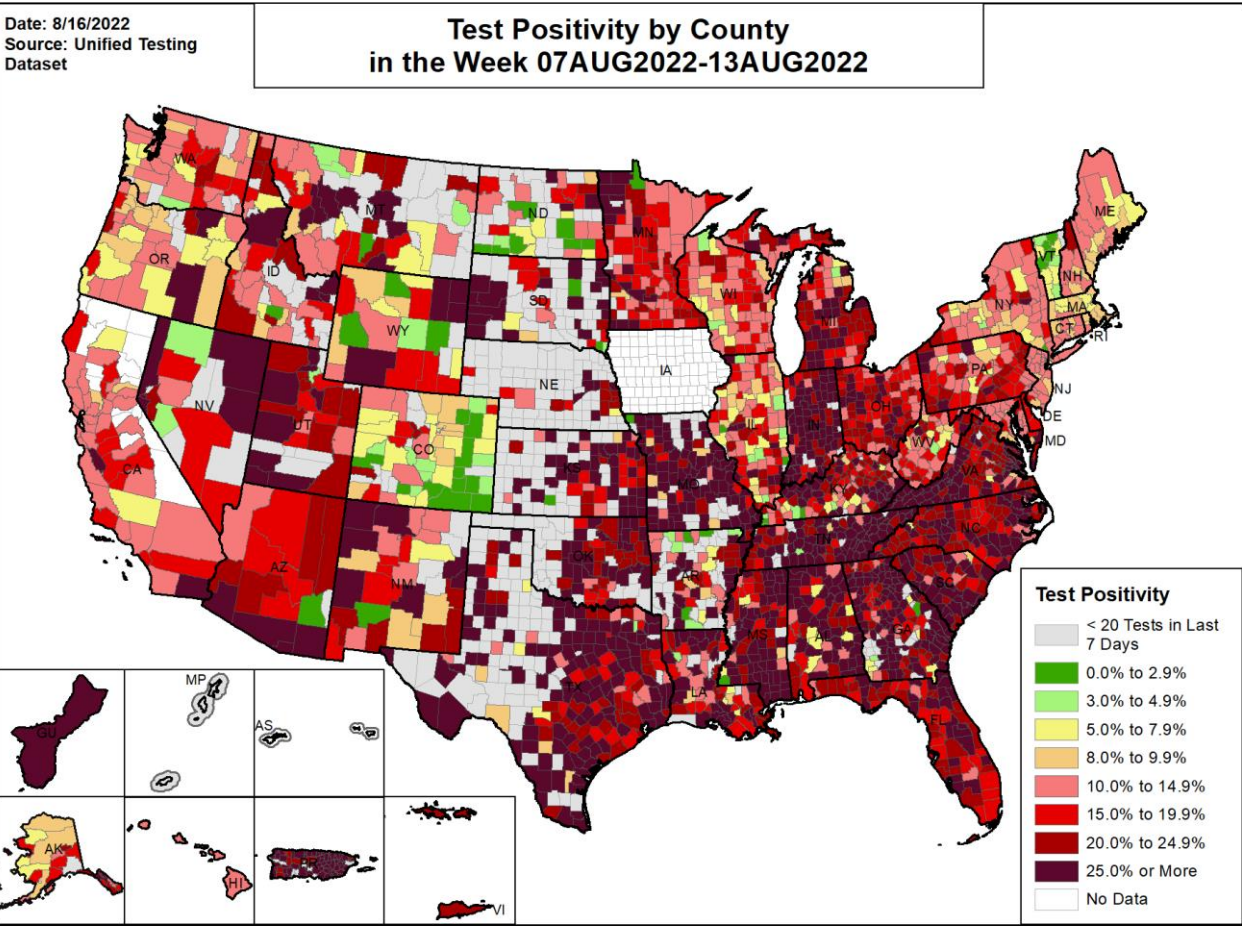 Date: 8/16/2022
Source: Unified Testing
Dataset
Test Positivity by County
in the Week 07AUG2022-13AUG2022
WA
MT
ND
MN
ME
OR
ID
SD
WI
VT
NH
NY
MA
WY
MI
CT
RI
NV
NE
IA
PA
NJ
UT
OH
IL
IN
DE
CO
WV
MD
CA
KS
MO
VA
KY
AZ
NC
TN
OK
NM
AR
SC
MS
AL
GA
TX
LA
FL
MP
GU
AS
AK
HI
PR
VI
Test Positivity
< 20 Tests in Last
7 Days
0.0% to 2.9%
3.0% to 4.9%
5.0% to 7.9%
8.0% to 9.9%
10.0% to 14.9%
15.0% to 19.9%
20.0% to 24.9%
25.0% or More
No Data